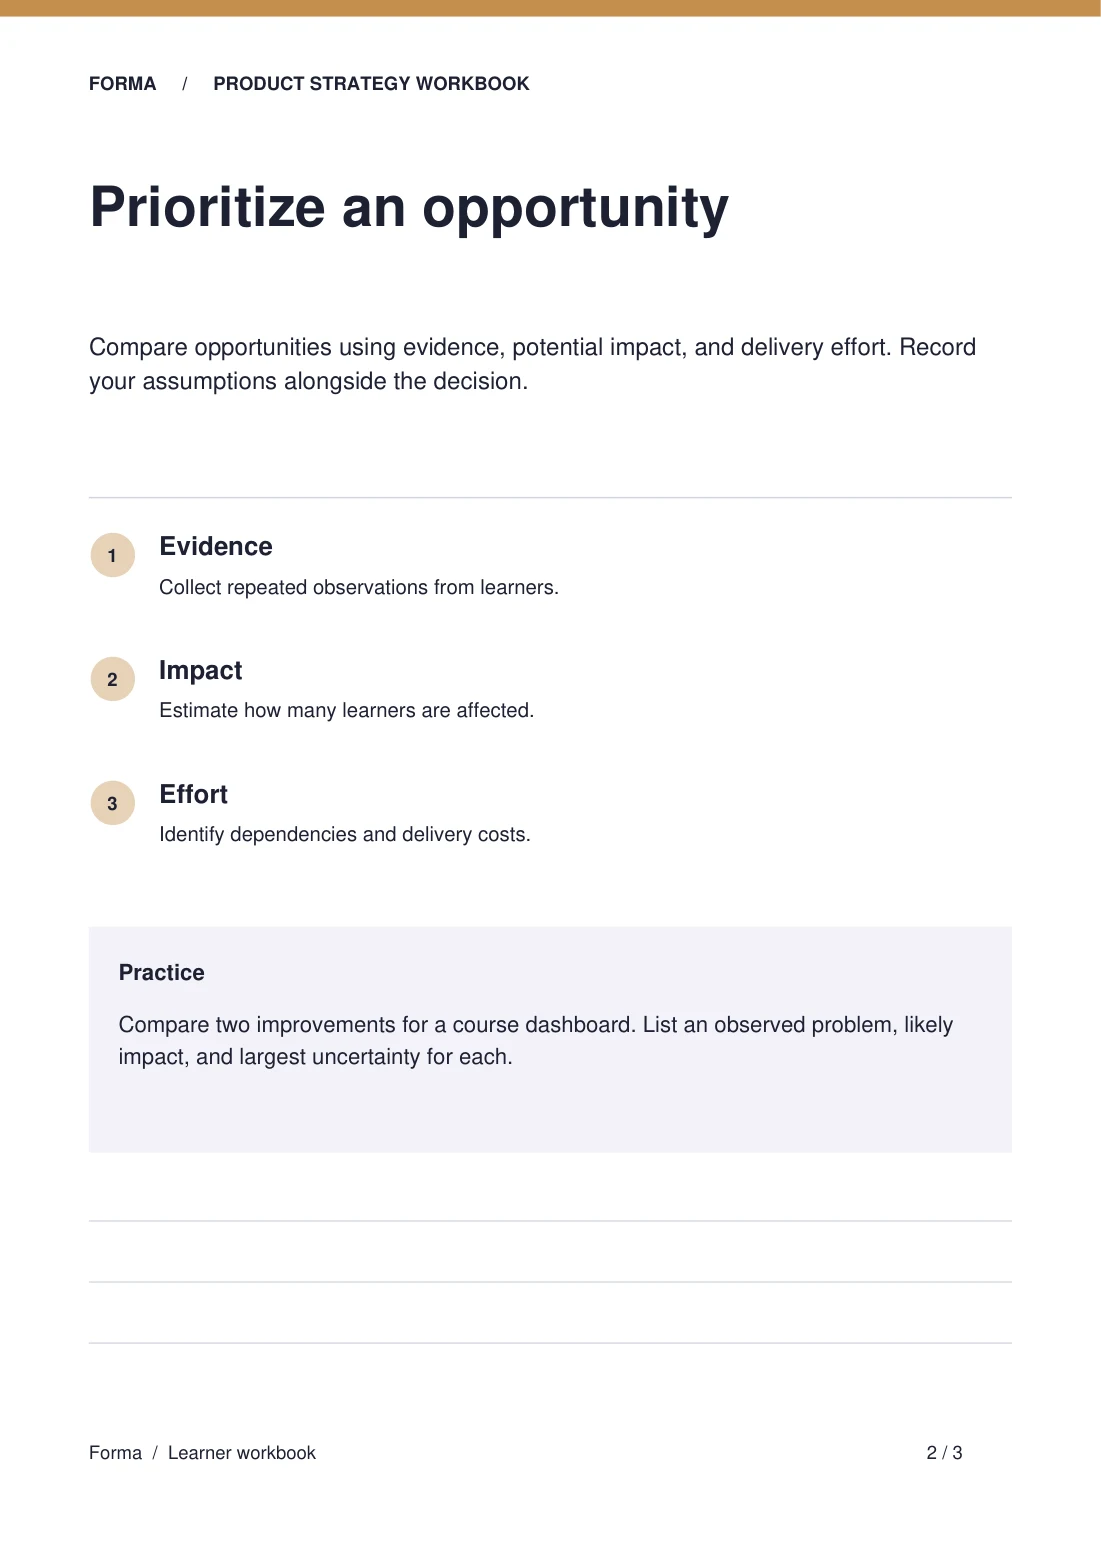 FORMA / PRODUCT STRATEGY WORKBOOK
Prioritize an opportunity
Compare opportunities using evidence, potential impact, and delivery effort. Record
your assumptions alongside the decision.
1
Evidence
Collect repeated observations from learners.
2
Impact
Estimate how many learners are affected.
3
Effort
Identify dependencies and delivery costs.
Practice
Compare two improvements for a course dashboard. List an observed problem, likely
impact, and largest uncertainty for each.
Forma / Learner workbook
2 / 3